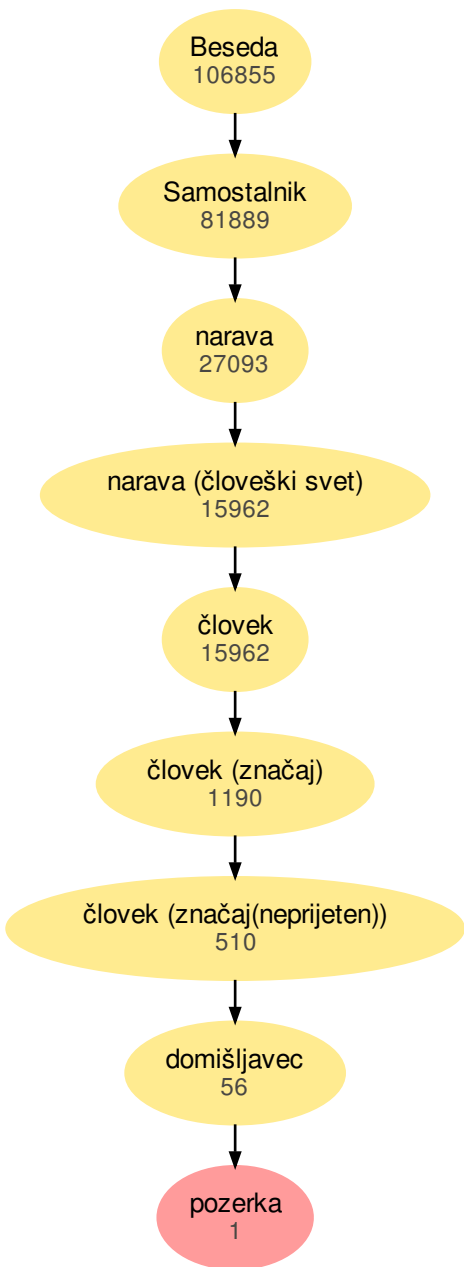 Beseda
106855
Samostalnik
81889
narava
27093
narava (človeški svet)
15962
človek
15962
človek (značaj)
1190
človek (značaj(neprijeten))
510
domišljavec
56
pozerka
1